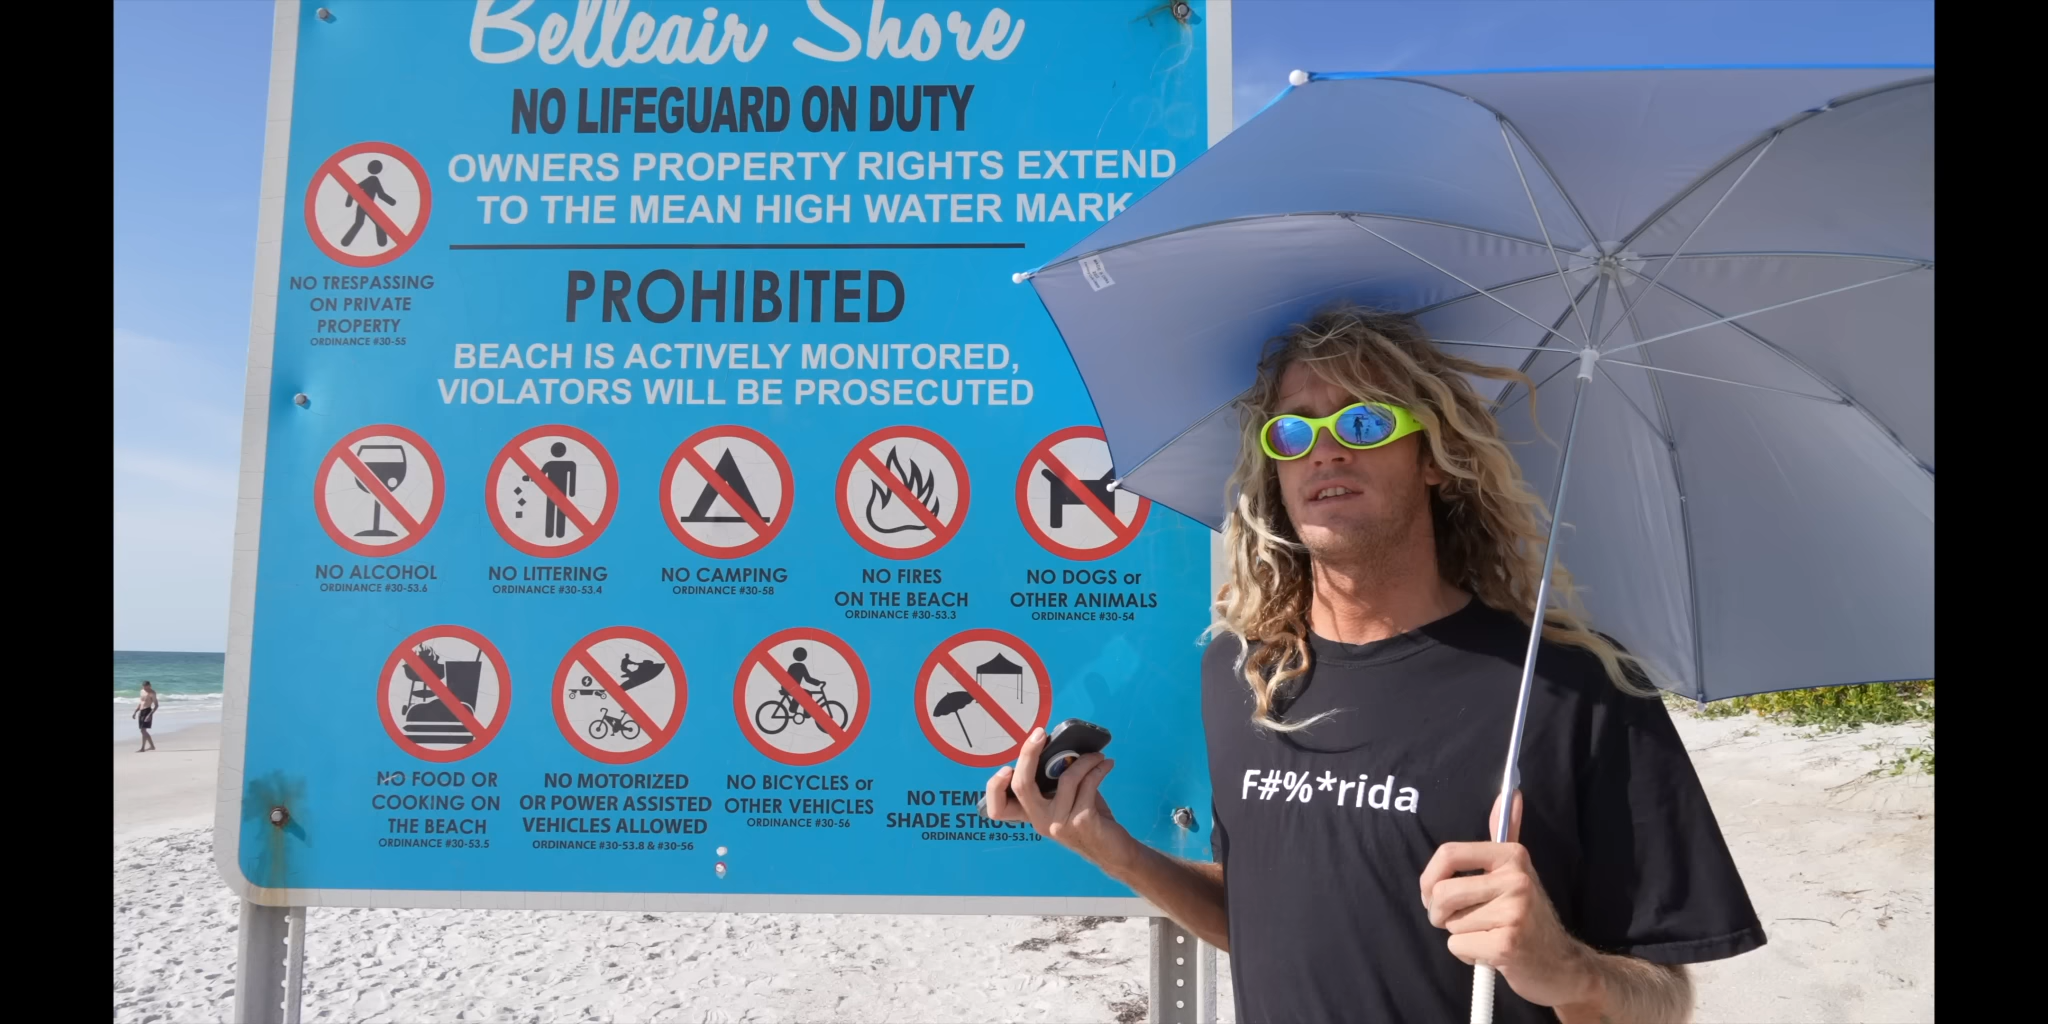 Belleair Shore
NO LIFEGUARD ON DUTY
OWNERS PROPERTY RIGHTS EXTEND
TO THE MEAN HIGH WATER MARK
NO TRESPASSING
ON PRIVATE
PROPERTY
ORDINANCE #30-55
PROHIBITED
BEACH IS ACTIVELY MONITORED,
VIOLATORS WILL BE PROSECUTED
NO ALCOHOL
ORDINANCE #30-53.6
NO LITTERING
ORDINANCE #30-53.4
NO CAMPING
ORDINANCE #30-58
NO FIRES
ON THE BEACH
ORDINANCE #30-53.3
NO DOGS or
OTHER ANIMALS
ORDINANCE #30-54
NO FOOD OR
COOKING ON
THE BEACH
ORDINANCE #30-53.5
NO MOTORIZED
OR POWER ASSISTED
VEHICLES ALLOWED
ORDINANCE #30-53.8 & #30-56
NO BICYCLES or
OTHER VEHICLES
ORDINANCE #30-56
NO
SHADE
ORDINANCE #30-53.10
F#%*rida